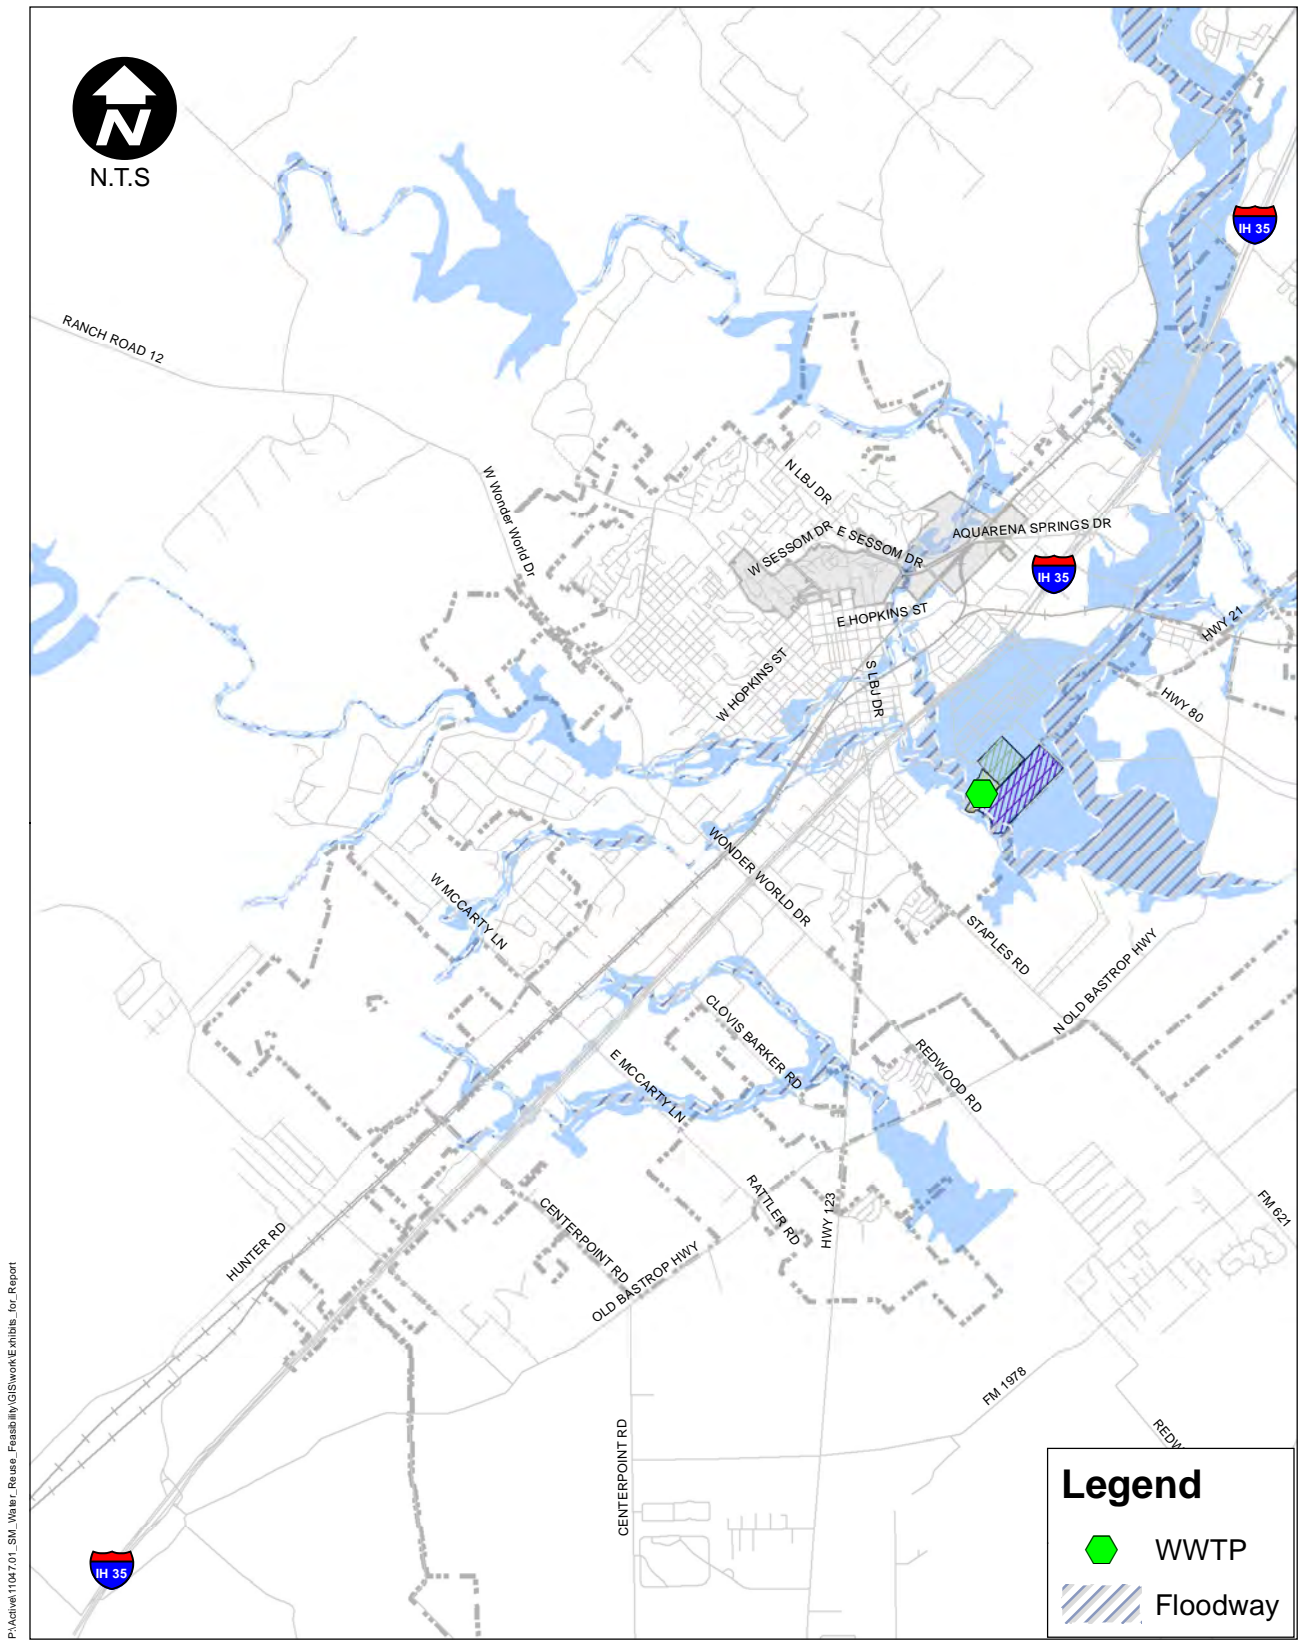 N
N.T.S
IH 35
RANCH ROAD 12
W Wonder World Dr
N LBJ DR
W SESSOM DR
E SESSOM DR
AQUARENA SPRINGS DR
IH 35
E HOPKINS ST
HWY 21
W HOPKINS ST
S LBJ DR
HWY 80
WONDER WORLD DR
W MCCARTY LN
STAPLES RD
N OLD BASTROP HWY
CLOVIS BARKER RD
E MCCARTY LN
REDWOOD RD
RATTLER RD
HWY 123
FM 621
CENTERPOINT RD
HUNTER RD
OLD BASTROP HWY
FM 1978
CENTERPOINT RD
REDW
IH 35
Legend
WWTP
Floodway
P:\Active\11047.01_SM_Water_Reuse_Feasibility\GIS\work\Exhibits_for_Report